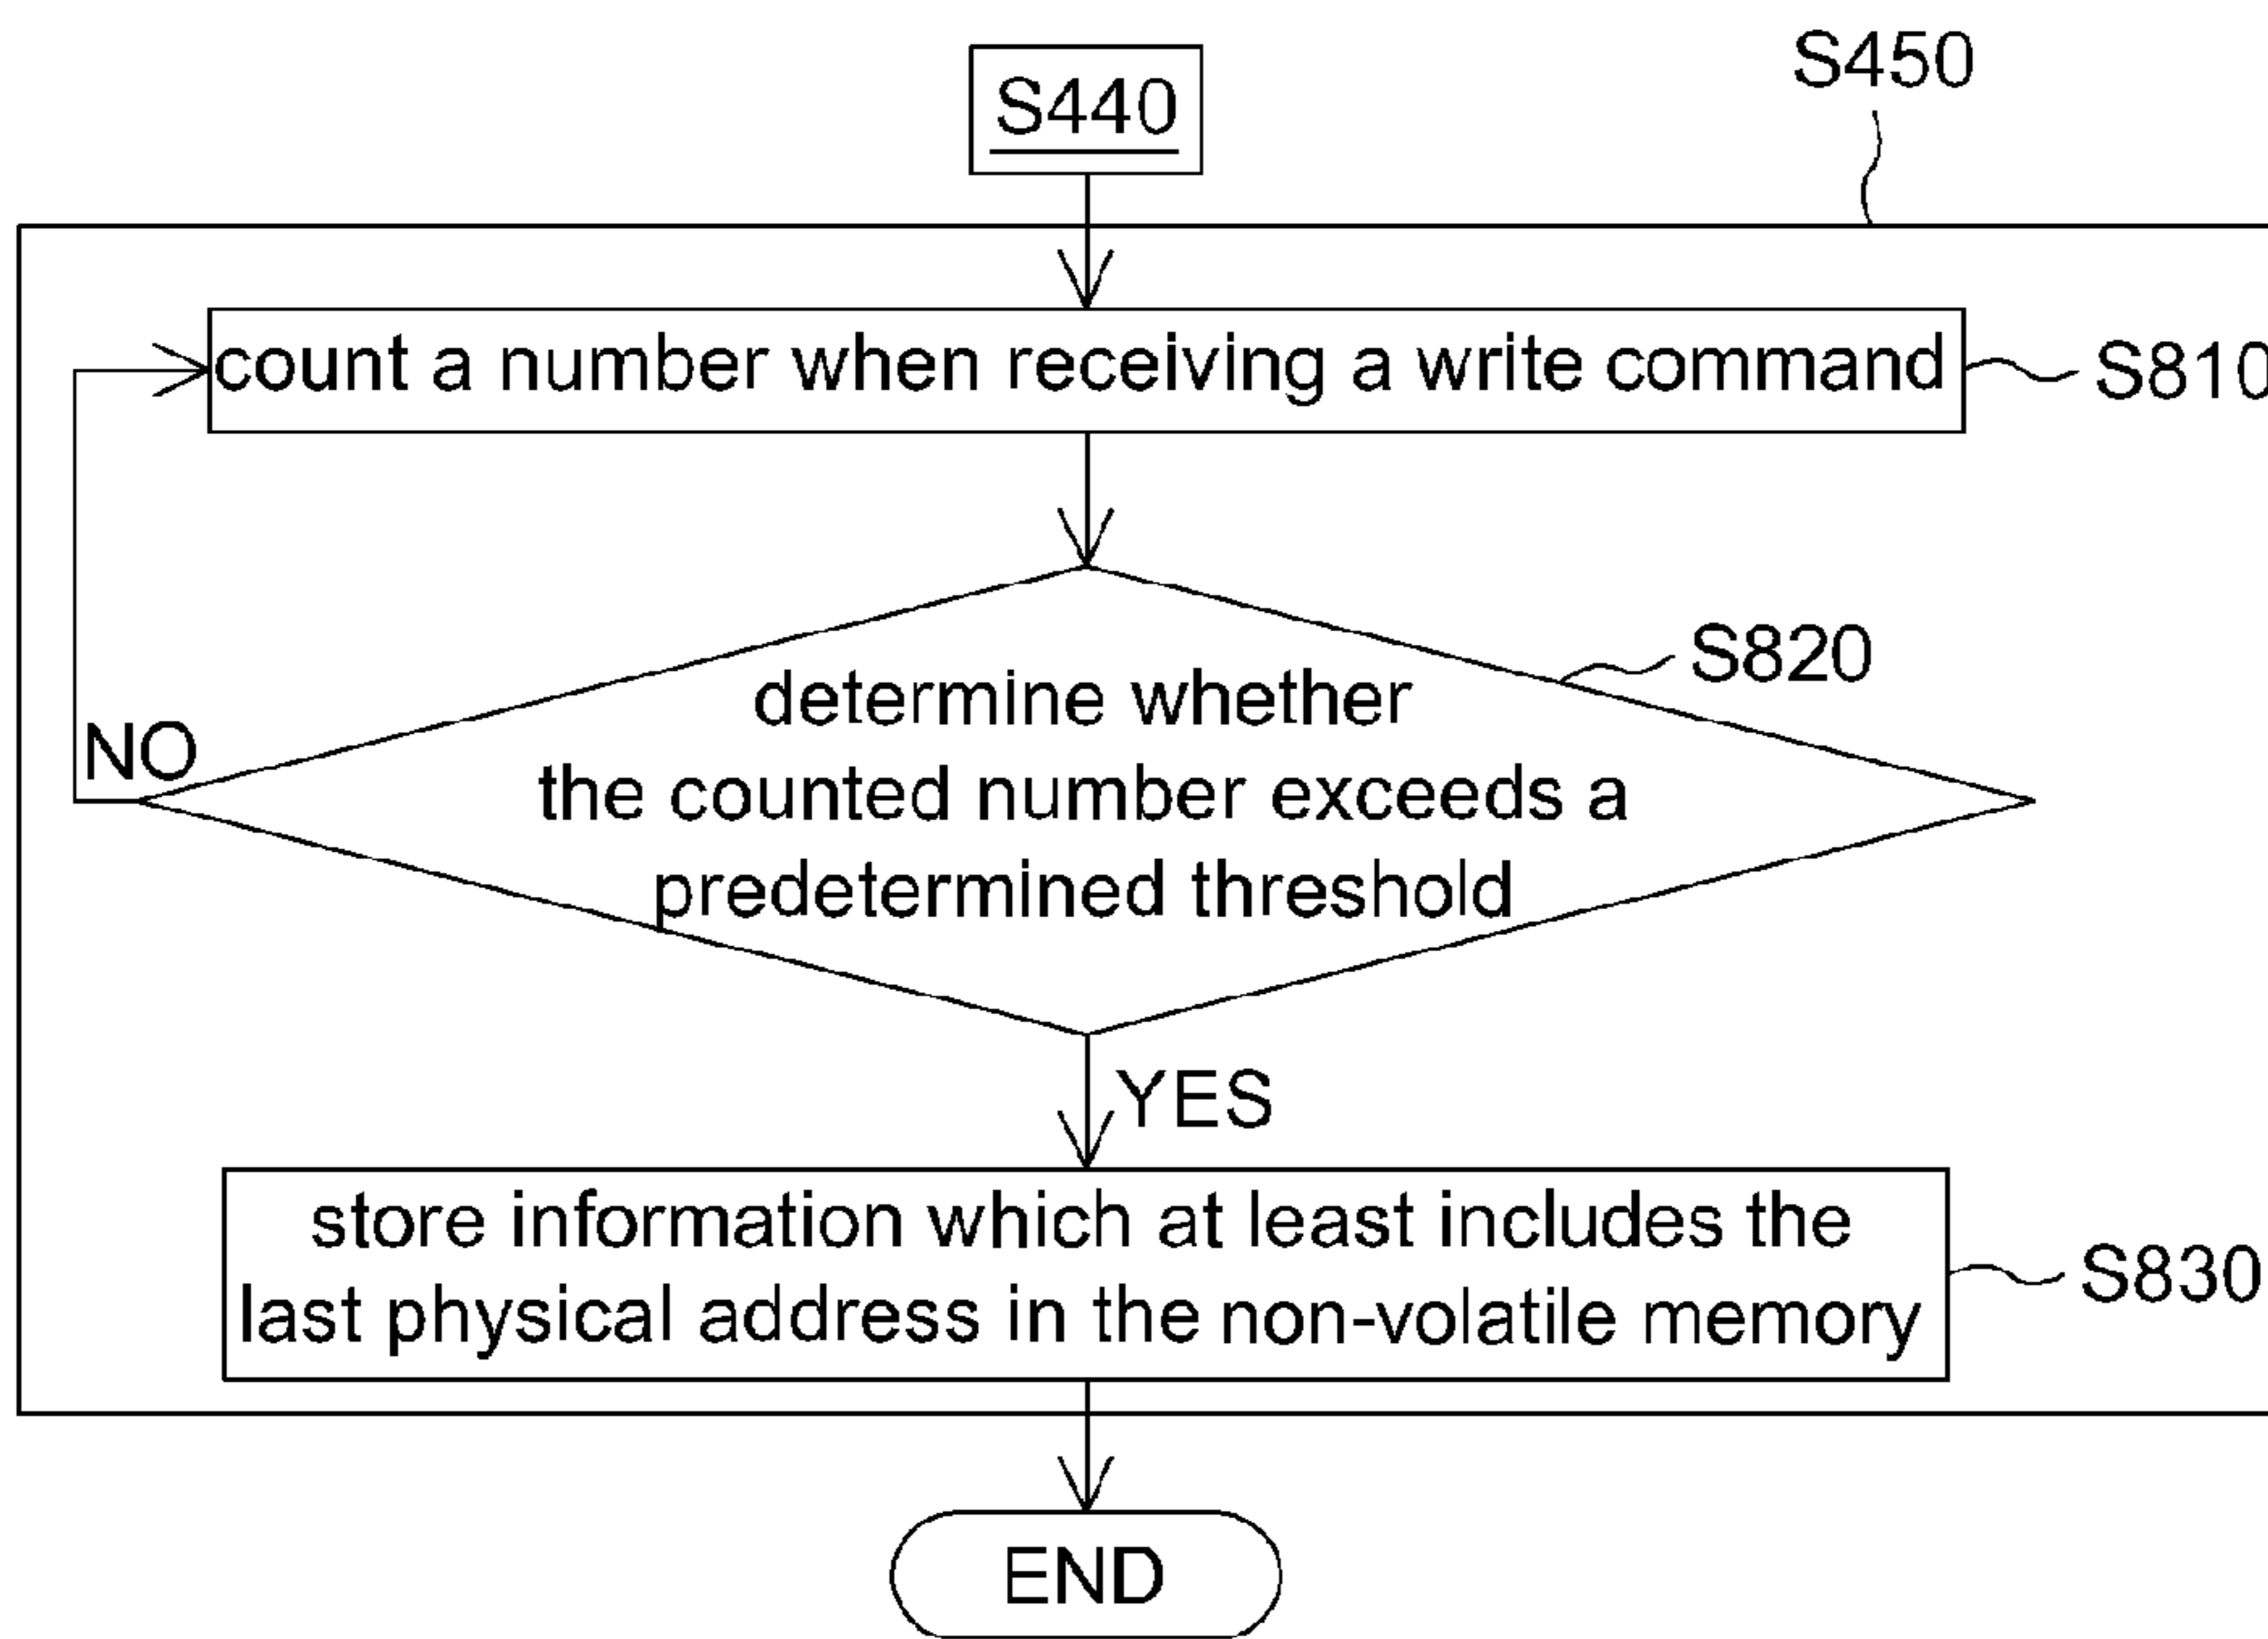 S440
S450
count a number when receiving a write command
S810
S820
determine whether
the counted number exceeds a
predetermined threshold
NO
YES
store information which at least includes the
last physical address in the non-volatile memory
S830
END